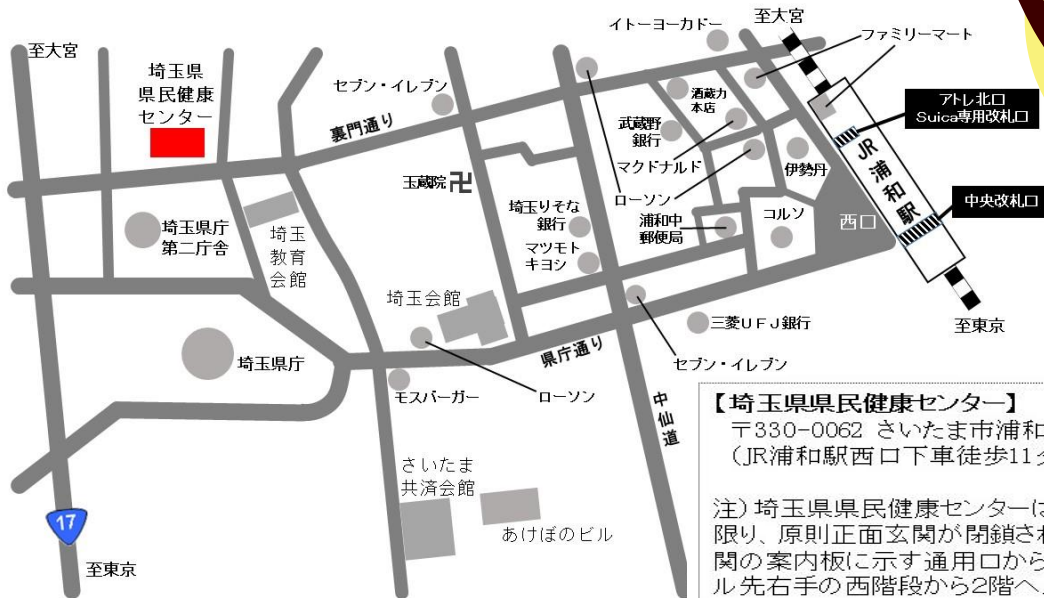 至大宮
埼玉県
県民健康
センター
セブン・イレブン
裏門通り
イトーヨーカドー
至大宮
ファミリーマート
アトレ北口
Suica専用改札口
JR浦和駅
中央改札口
西口
至東京
酒蔵力
本店
武蔵野
銀行
マクドナルド
ローソン
伊勢丹
コルソ
浦和中
郵便局
玉蔵院
卍
埼玉りそな
銀行
マツモト
キヨシ
埼玉県庁
第二庁舎
埼玉
教育
会館
埼玉会館
三菱UFJ銀行
県庁通り
セブン・イレブン
埼玉県庁
モスバーガー
ローソン
中仙道
さいたま
共済会館
あけぼのビル
17
至東京
【埼玉県県民健康センター】
〒330-0062 さいたま市浦和
（JR浦和駅西口下車徒歩11
注）埼玉県県民健康センターは
限り、原則正面玄関が閉鎖され
関の案内板に示す通用口から
ル先右手の西階段から2階へ